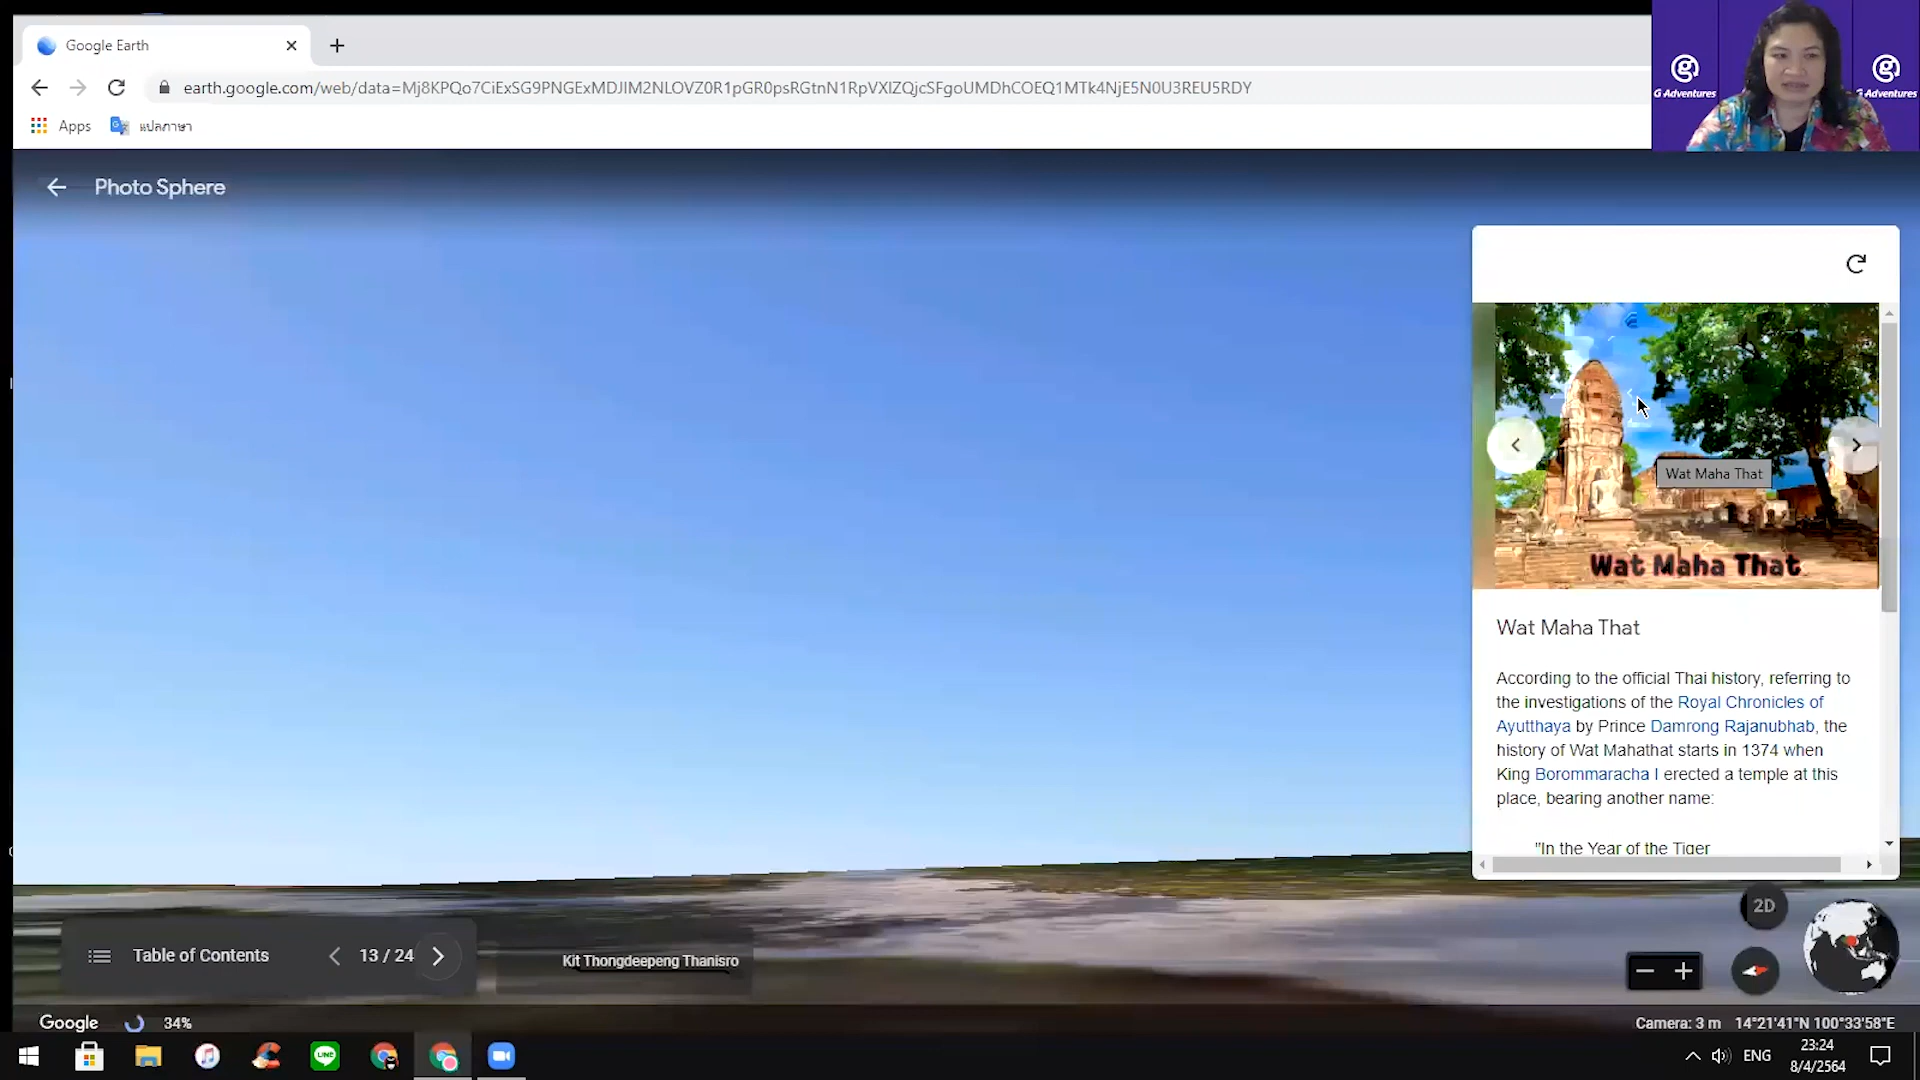 Google Earth
earth.google.com/web/data=Mj8KPQo7CiExSG9PNGExMDJIM2NLOVZ0R1pGR0psRGtnN1RpVXlZQjcSFgoUMDhCOEQ1MTk4NjE5N0U3REU5RDY
Apps
แปลภาษา
G Adventures
G Adventures
Photo Sphere
Wat Maha That
Wat Maha That
Wat Maha That
According to the official Thai history, referring to
the investigations of the Royal Chronicles of
Ayutthaya by Prince Damrong Rajanubhab, the
history of Wat Mahathat starts in 1374 when
King Borommaracha I erected a temple at this
place, bearing another name:
"In the Year of the Tiger
2D
Table of Contents
13 / 24
Kit Thongdeepeng Thanisro
Google
34%
Camera: 3 m 14°21'41"N 100°33'58"E
LINE
ENG
23:24
8/4/2564